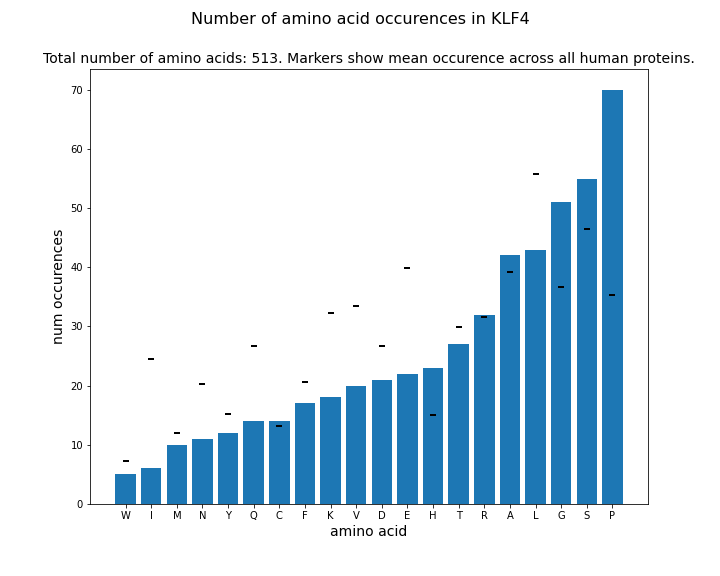 Number of amino acid occurences in KLF4
Total number of amino acids: 513. Markers show mean occurence across all human proteins.
num occurences
70
60
50
40
30
20
10
0
W I M N Y Q C F K V D E H T R A L G S P
amino acid